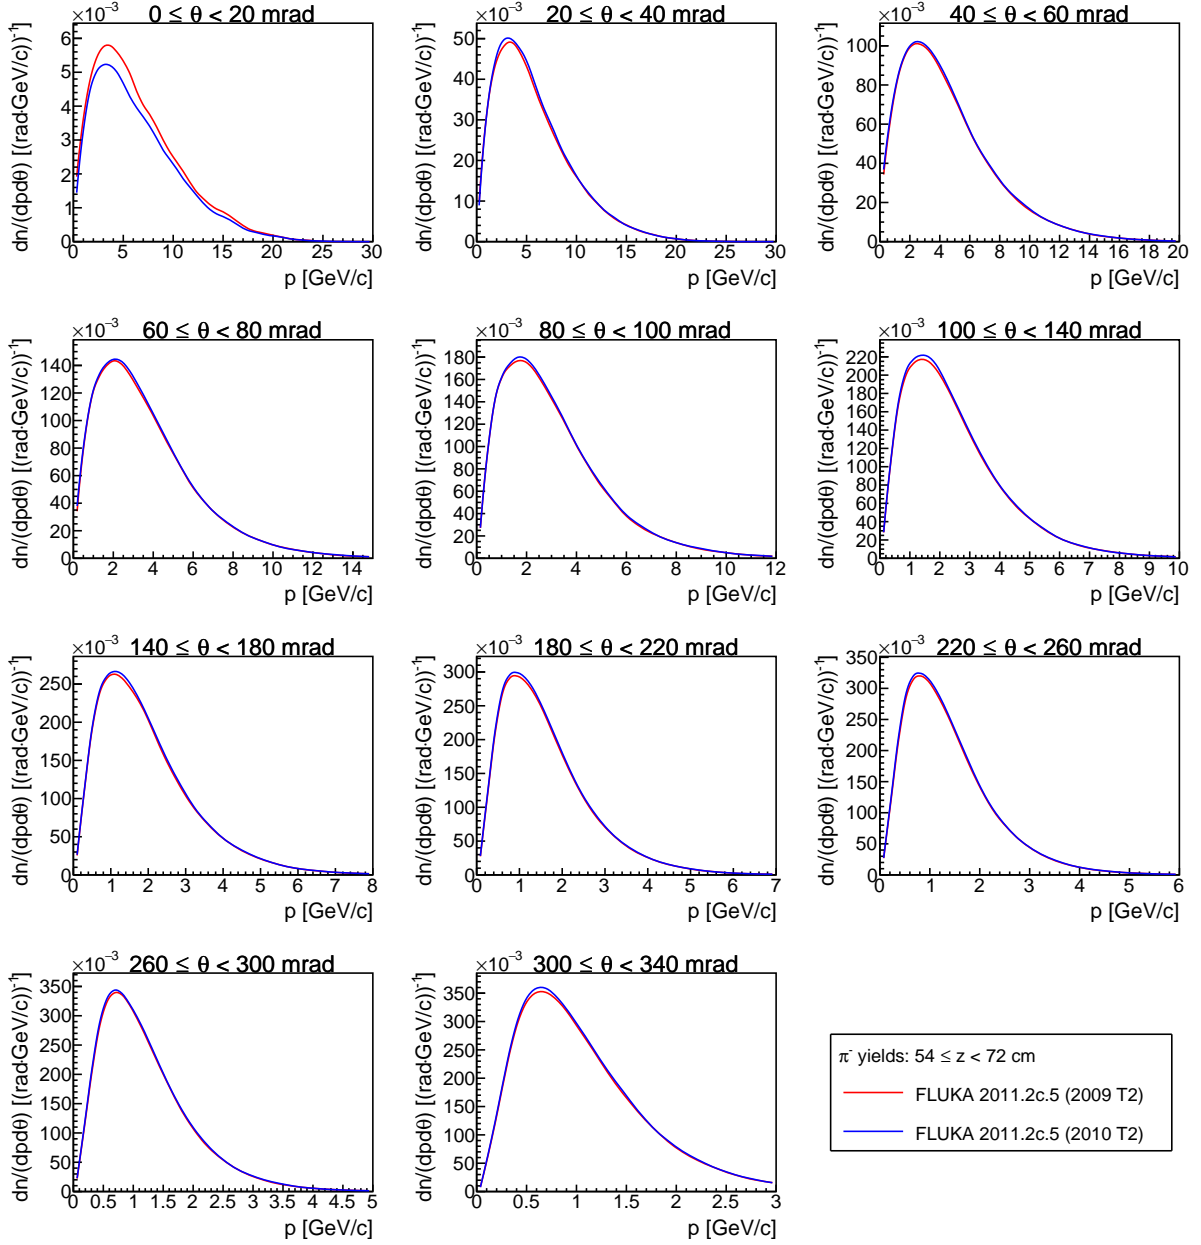 0 ≤ θ < 20 mrad
×10⁻³
dn/(dpdθ) [(rad·GeV/c))⁻¹]
6
5
4
3
2
1
0
0 5 10 15 20 25 30
p [GeV/c]
20 ≤ θ < 40 mrad
×10⁻³
dn/(dpdθ) [(rad·GeV/c))⁻¹]
50
40
30
20
10
0
0 5 10 15 20 25 30
p [GeV/c]
40 ≤ θ < 60 mrad
×10⁻³
dn/(dpdθ) [(rad·GeV/c))⁻¹]
100
80
60
40
20
0
0 2 4 6 8 10 12 14 16 18 20
p [GeV/c]
60 ≤ θ < 80 mrad
×10⁻³
dn/(dpdθ) [(rad·GeV/c))⁻¹]
140
120
100
80
60
40
20
0
0 2 4 6 8 10 12 14
p [GeV/c]
80 ≤ θ < 100 mrad
×10⁻³
dn/(dpdθ) [(rad·GeV/c))⁻¹]
180
160
140
120
100
80
60
40
20
0
0 2 4 6 8 10 12
p [GeV/c]
100 ≤ θ < 140 mrad
×10⁻³
dn/(dpdθ) [(rad·GeV/c))⁻¹]
220
200
180
160
140
120
100
80
60
40
20
0
0 1 2 3 4 5 6 7 8 9 10
p [GeV/c]
140 ≤ θ < 180 mrad
×10⁻³
dn/(dpdθ) [(rad·GeV/c))⁻¹]
250
200
150
100
50
0
0 1 2 3 4 5 6 7 8
p [GeV/c]
180 ≤ θ < 220 mrad
×10⁻³
dn/(dpdθ) [(rad·GeV/c))⁻¹]
300
250
200
150
100
50
0
0 1 2 3 4 5 6 7
p [GeV/c]
220 ≤ θ < 260 mrad
×10⁻³
dn/(dpdθ) [(rad·GeV/c))⁻¹]
350
300
250
200
150
100
50
0
0 1 2 3 4 5 6
p [GeV/c]
260 ≤ θ < 300 mrad
×10⁻³
dn/(dpdθ) [(rad·GeV/c))⁻¹]
350
300
250
200
150
100
50
0
0 0.5 1 1.5 2 2.5 3 3.5 4 4.5 5
p [GeV/c]
300 ≤ θ < 340 mrad
×10⁻³
dn/(dpdθ) [(rad·GeV/c))⁻¹]
350
300
250
200
150
100
50
0
0 0.5 1 1.5 2 2.5 3
p [GeV/c]
π⁻ yields: 54 ≤ z < 72 cm
FLUKA 2011.2c.5 (2009 T2)
FLUKA 2011.2c.5 (2010 T2)